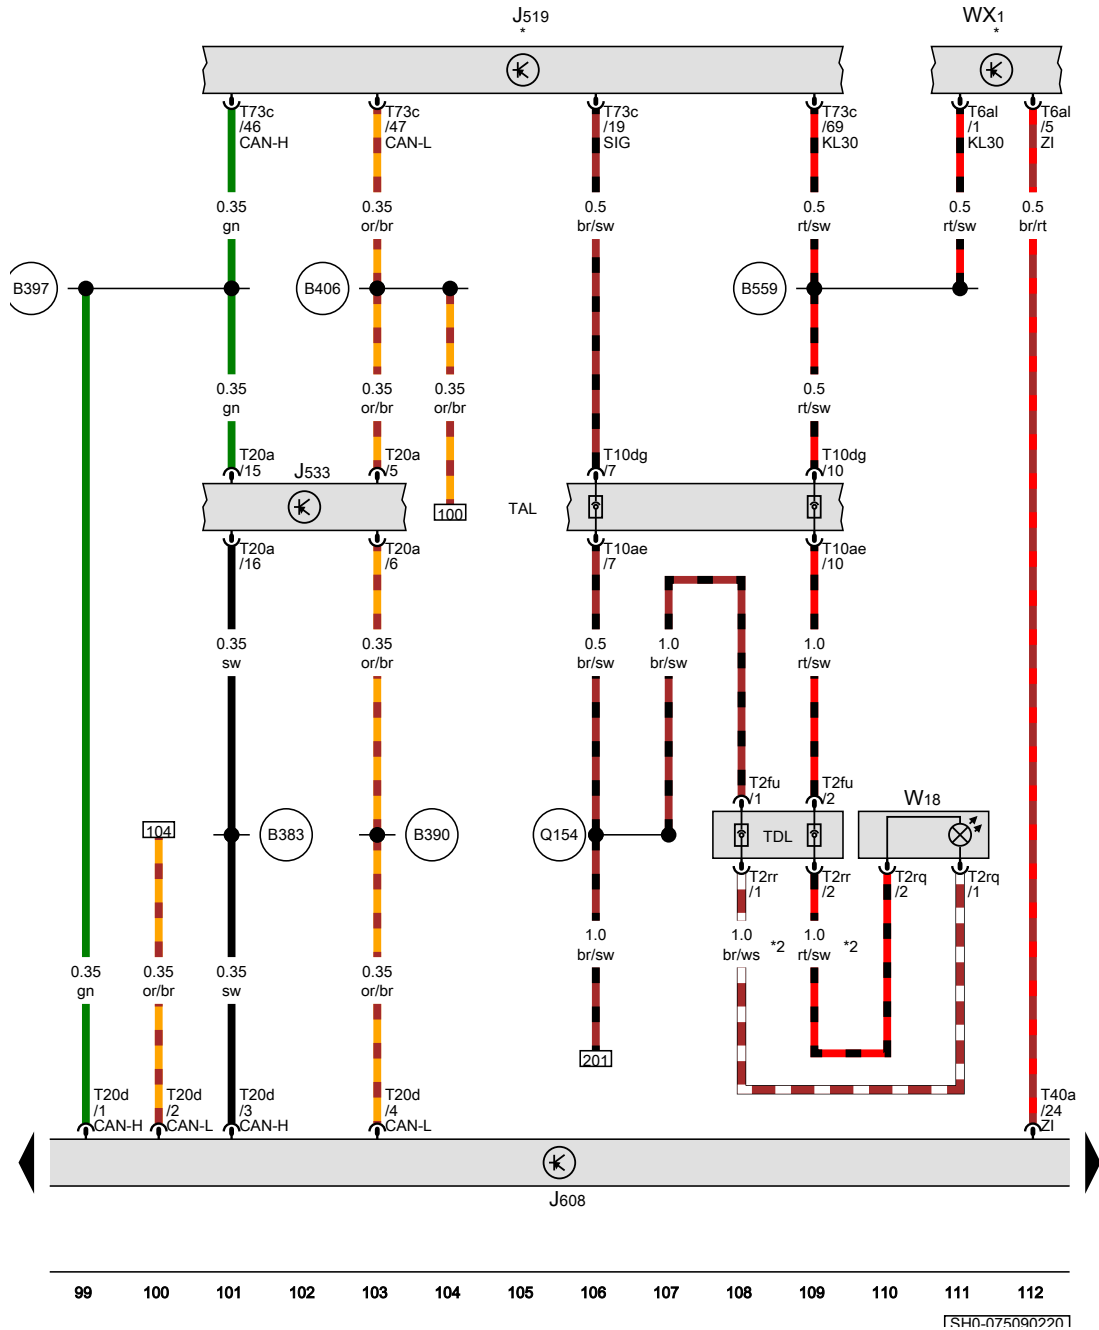 J519
WX1
*
*
T73c
/46
CAN-H
T73c
/47
CAN-L
T73c
/19
SIG
T73c
/69
KL30
T6al
/1
KL30
T6al
/5
ZI
0.35
gn
0.35
or/br
0.5
br/sw
0.5
rt/sw
0.5
rt/sw
0.5
br/rt
B397
B406
B559
0.35
gn
0.35
or/br
0.35
or/br
0.5
rt/sw
T20a
/15
J533
T20a
/5
T10dg
/7
T10dg
/10
100
TAL
T20a
/16
T20a
/6
T10ae
/7
T10ae
/10
0.35
sw
0.35
or/br
0.5
br/sw
1.0
br/sw
1.0
rt/sw
T2fu
/1
T2fu
/2
W18
104
B383
B390
Q154
TDL
T2rr
/1
T2rr
/2
T2rq
/2
T2rq
/1
1.0
br/sw
1.0
br/ws
*2
1.0
rt/sw
*2
0.35
gn
0.35
or/br
0.35
sw
0.35
or/br
201
T20d
/1
CAN-H
T20d
/2
CAN-L
T20d
/3
CAN-H
T20d
/4
CAN-L
T40a
/24
ZI
J608
99 100 101 102 103 104 105 106 107 108 109 110 111 112
SH0-075090220